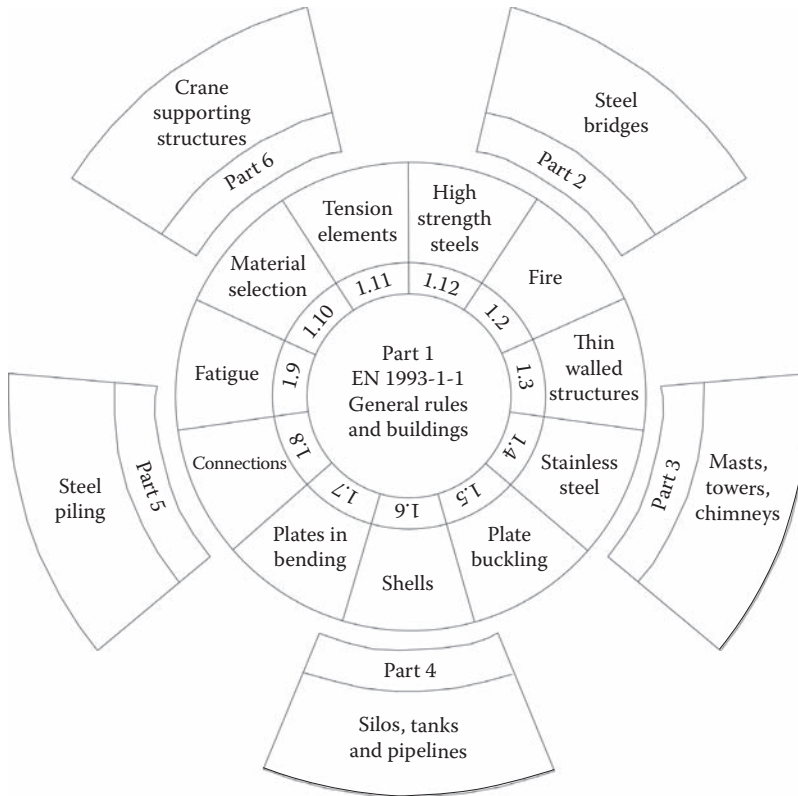 Part 1
EN 1993-1-1
General rules
and buildings
1.2
Fire
1.3
Thin
walled
structures
1.4
Stainless
steel
1.5
Plate
buckling
1.6
Shells
1.7
Plates in
bending
1.8
Connections
1.9
Fatigue
1.10
Material
selection
1.11
Tension
elements
1.12
High
strength
steels
Part 2
Steel
bridges
Part 3
Masts,
towers,
chimneys
Part 4
Silos, tanks
and pipelines
Part 5
Steel
piling
Part 6
Crane
supporting
structures